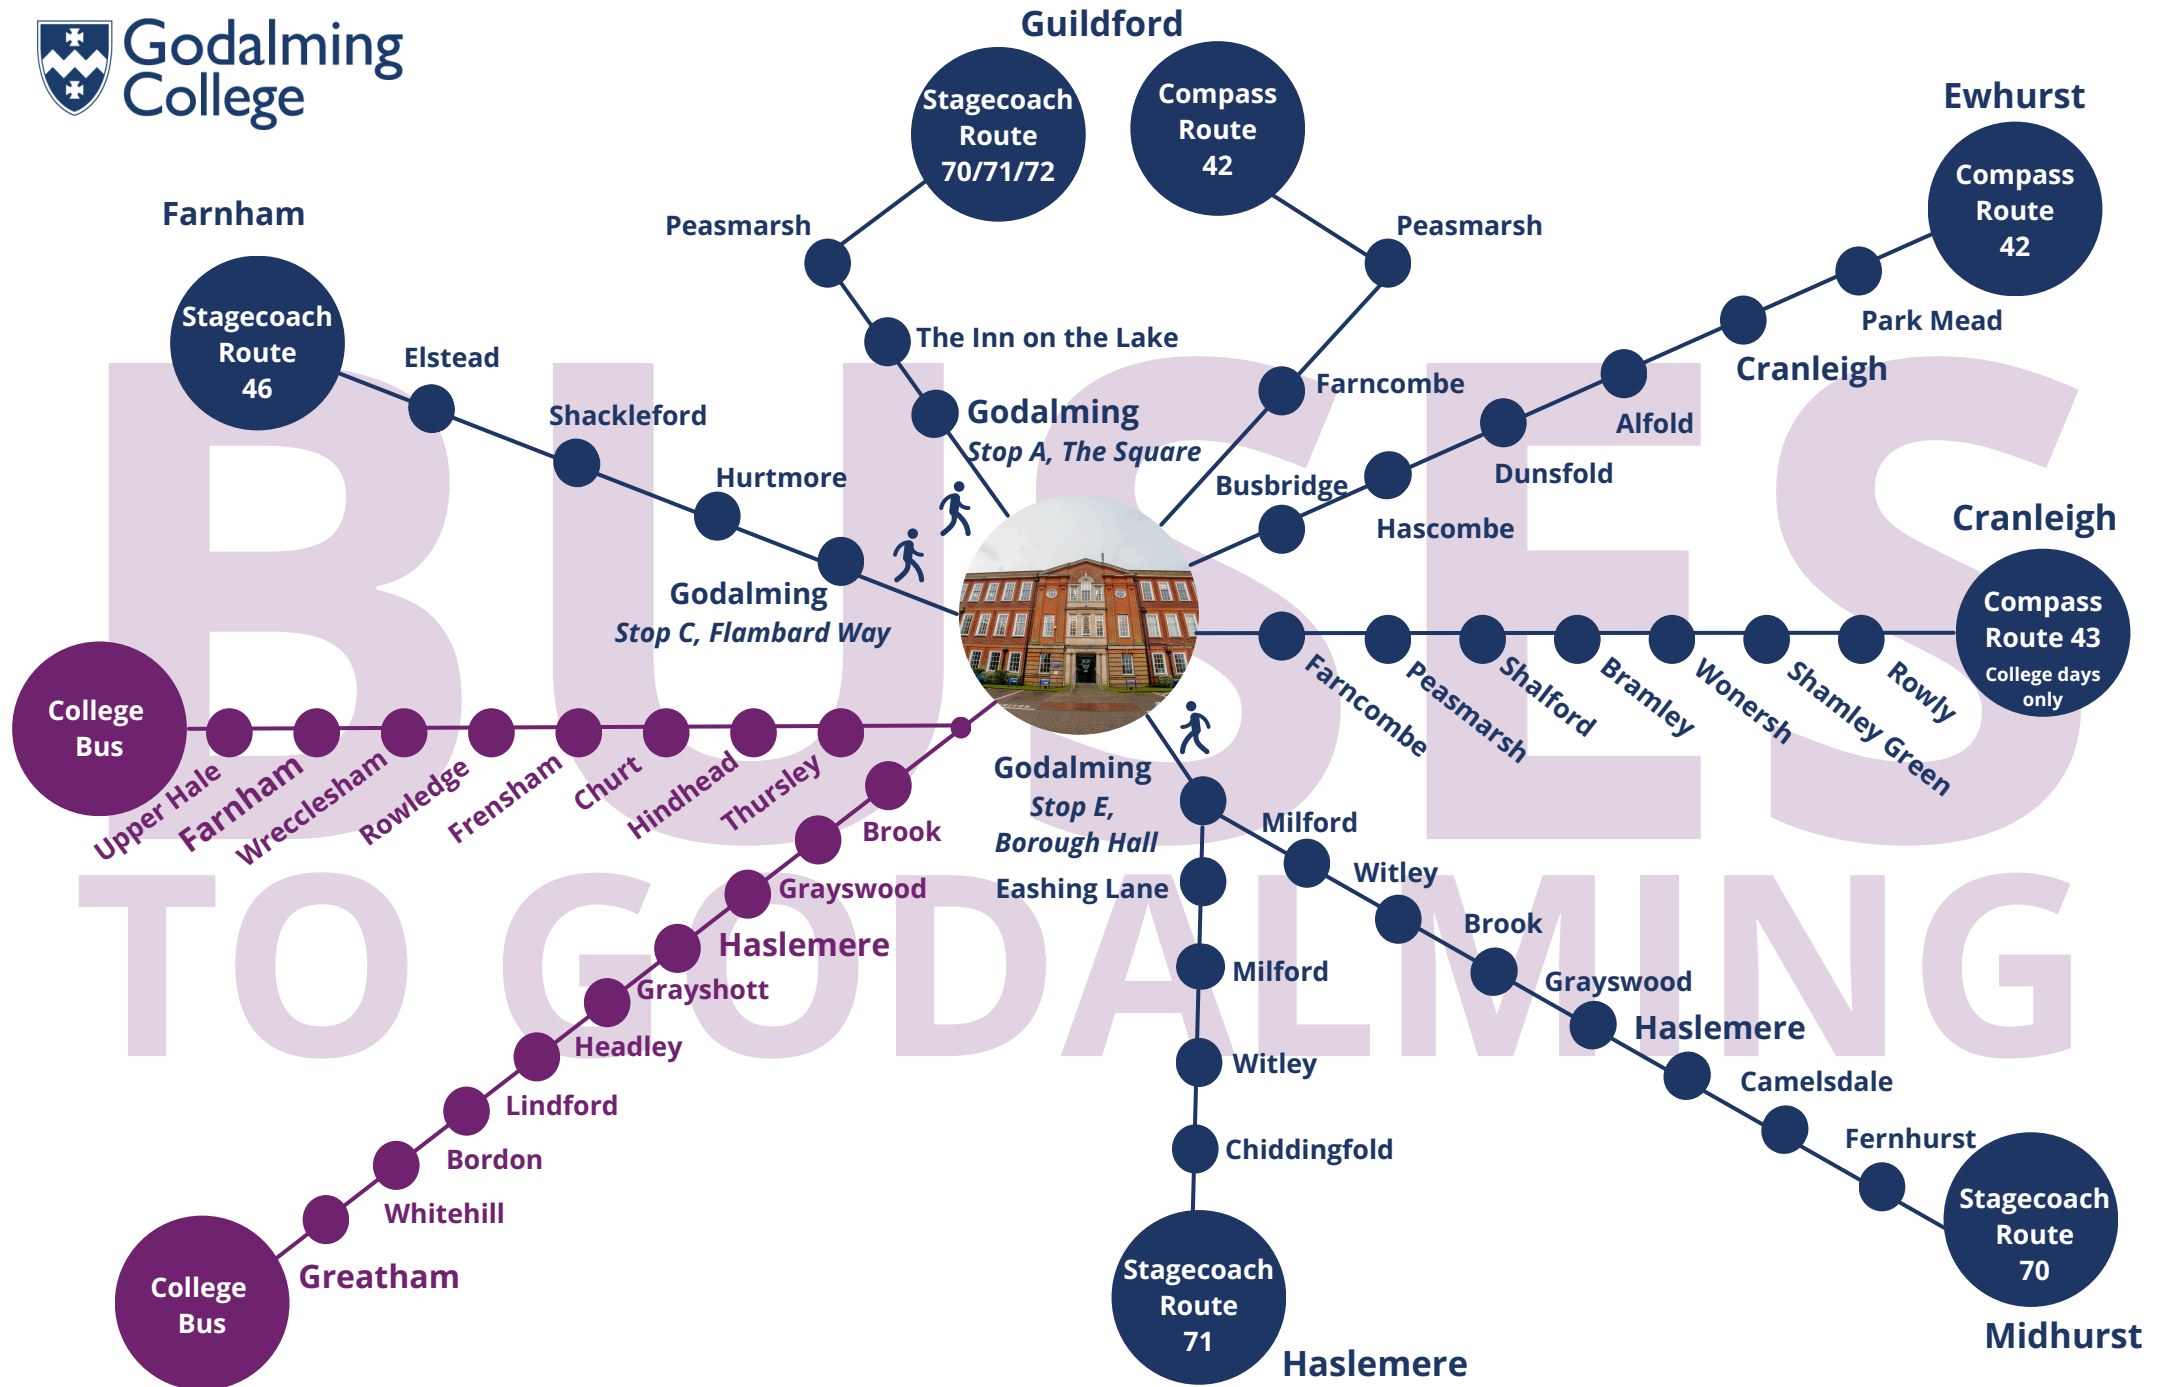 Godalming
College
BUSES
TO GODALMING
Guildford
Stagecoach
Route
70/71/72
Peasmarsh
The Inn on the Lake
Godalming
Stop A, The Square
Compass
Route
42
Peasmarsh
Farncombe
Ewhurst
Compass
Route
42
Park Mead
Cranleigh
Alfold
Dunsfold
Hascombe
Busbridge
Farnham
Stagecoach
Route
46
Elstead
Shackleford
Hurtmore
Godalming
Stop C, Flambard Way
Cranleigh
Compass
Route 43
College days
only
Farncombe
Peasmarsh
Shalford
Bramley
Wonersh
Shamley Green
Rowly
College
Bus
Upper Hale
Farnham
Wrecclesham
Rowledge
Frensham
Churt
Hindhead
Thursley
Brook
Grayswood
Haslemere
Grayshott
Headley
Lindford
Bordon
Whitehill
Greatham
College
Bus
Godalming
Stop E,
Borough Hall
Eashing Lane
Milford
Witley
Chiddingfold
Stagecoach
Route
71
Haslemere
Milford
Witley
Brook
Grayswood
Haslemere
Camelsdale
Fernhurst
Stagecoach
Route
70
Midhurst